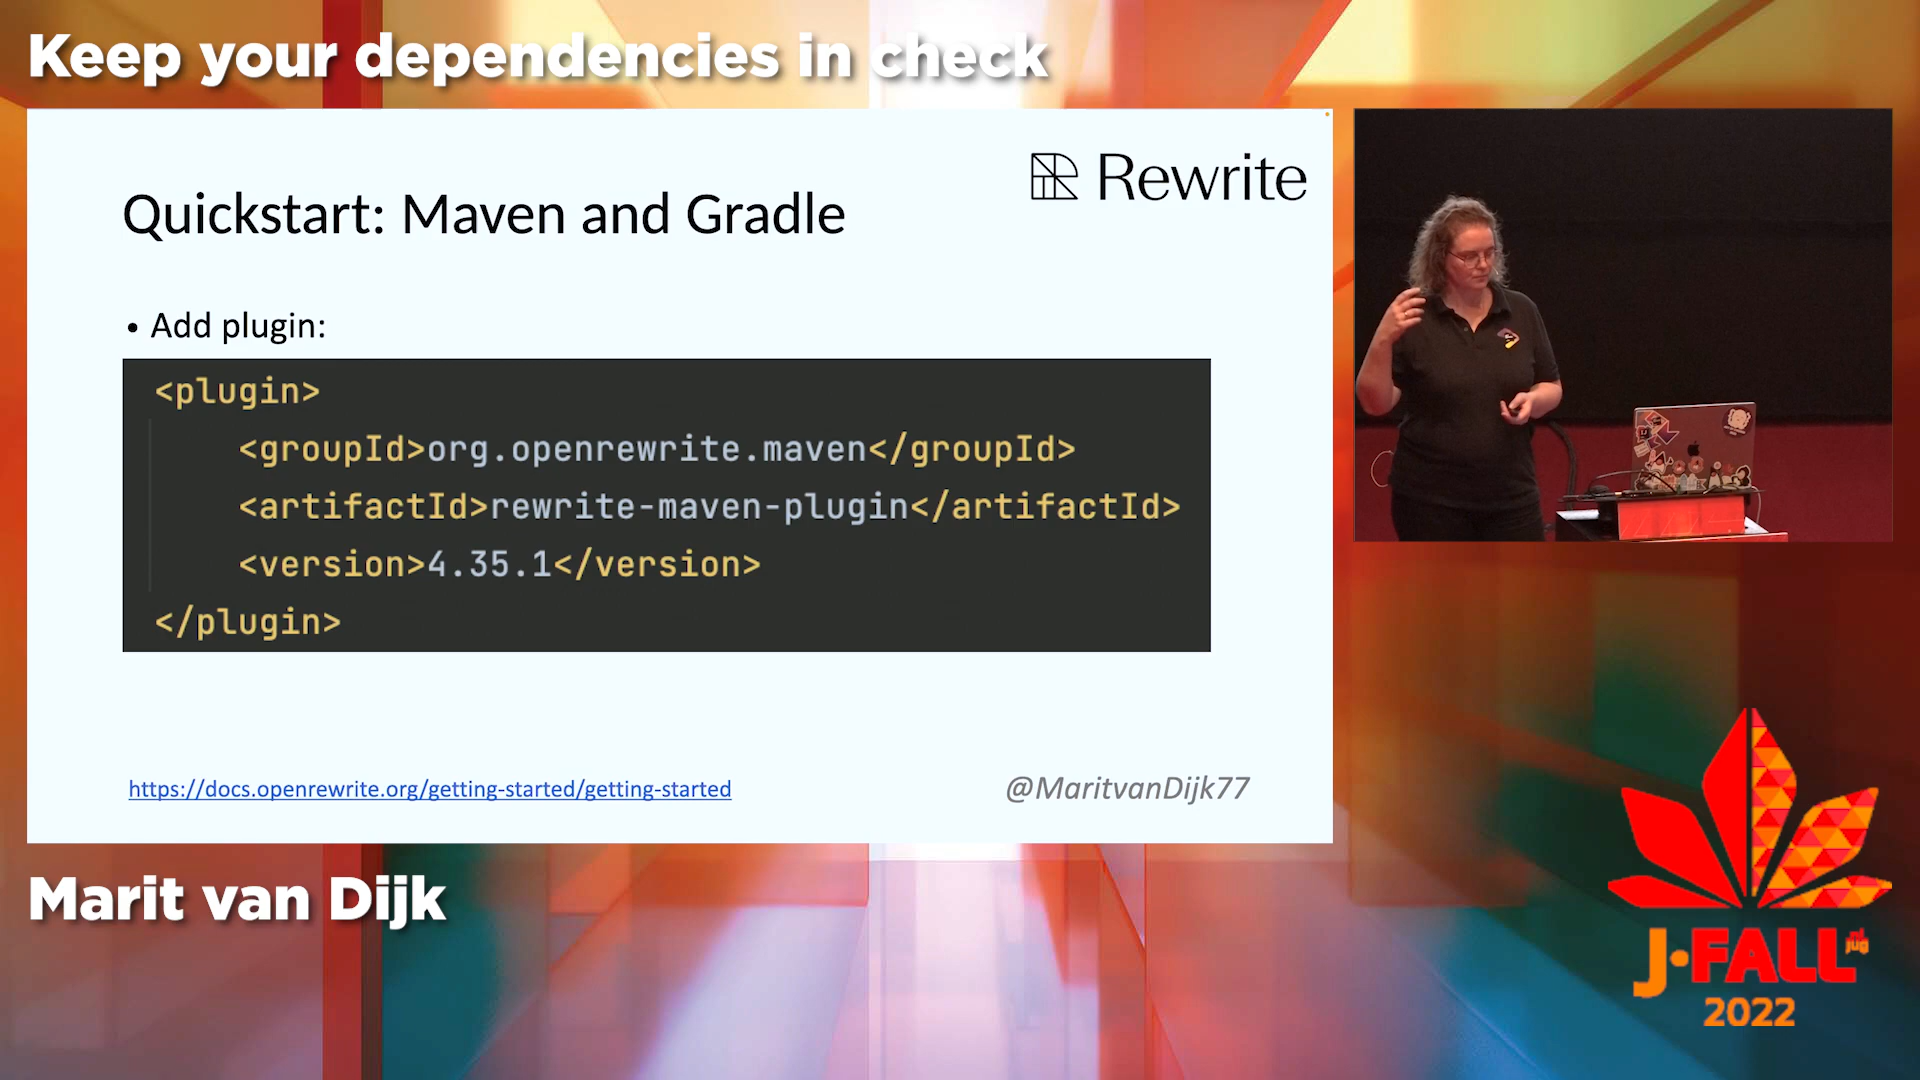 Keep your dependencies in check
Rewrite
Quickstart: Maven and Gradle
• Add plugin:
<plugin>
<groupId>org.openrewrite.maven</groupId>
<artifactId>rewrite-maven-plugin</artifactId>
<version>4.35.1</version>
</plugin>
https://docs.openrewrite.org/getting-started/getting-started
@MaritvanDijk77
Marit van Dijk
J•FALL
nl
jug
2022